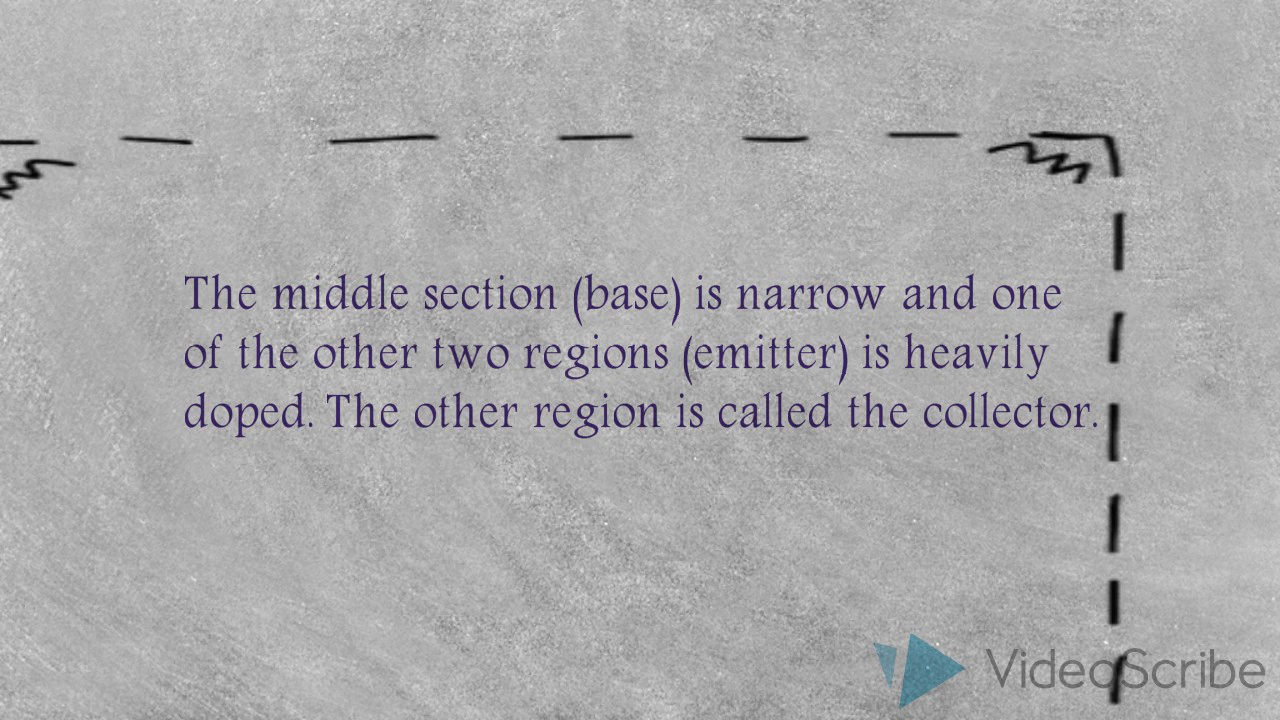 The middle section (base) is narrow and one
of the other two regions (emitter) is heavily
doped. The other region is called the collector.
VideoScribe